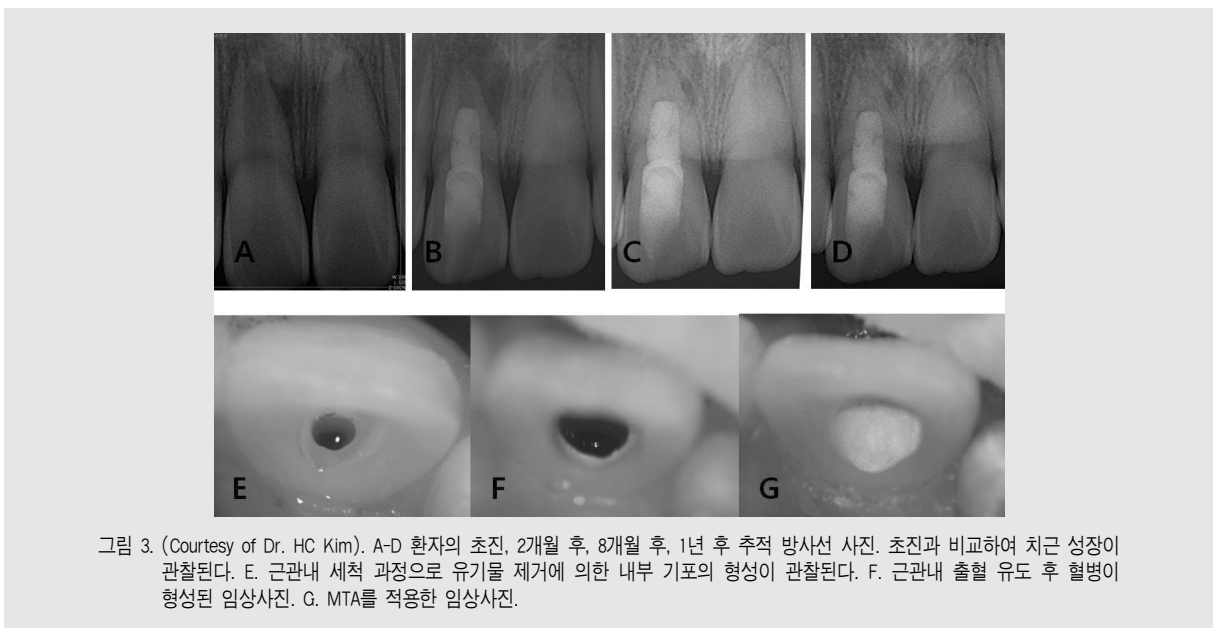 A
B
C
D
E
F
G
그림 3. (Courtesy of Dr. HC Kim). A-D 환자의 초진, 2개월 후, 8개월 후, 1년 후 추적 방사선 사진. 초진과 비교하여 치근 성장이
관찰된다. E. 근관내 세척 과정으로 유기물 제거에 의한 내부 기포의 형성이 관찰된다. F. 근관내 출혈 유도 후 혈병이
형성된 임상사진. G. MTA를 적용한 임상사진.